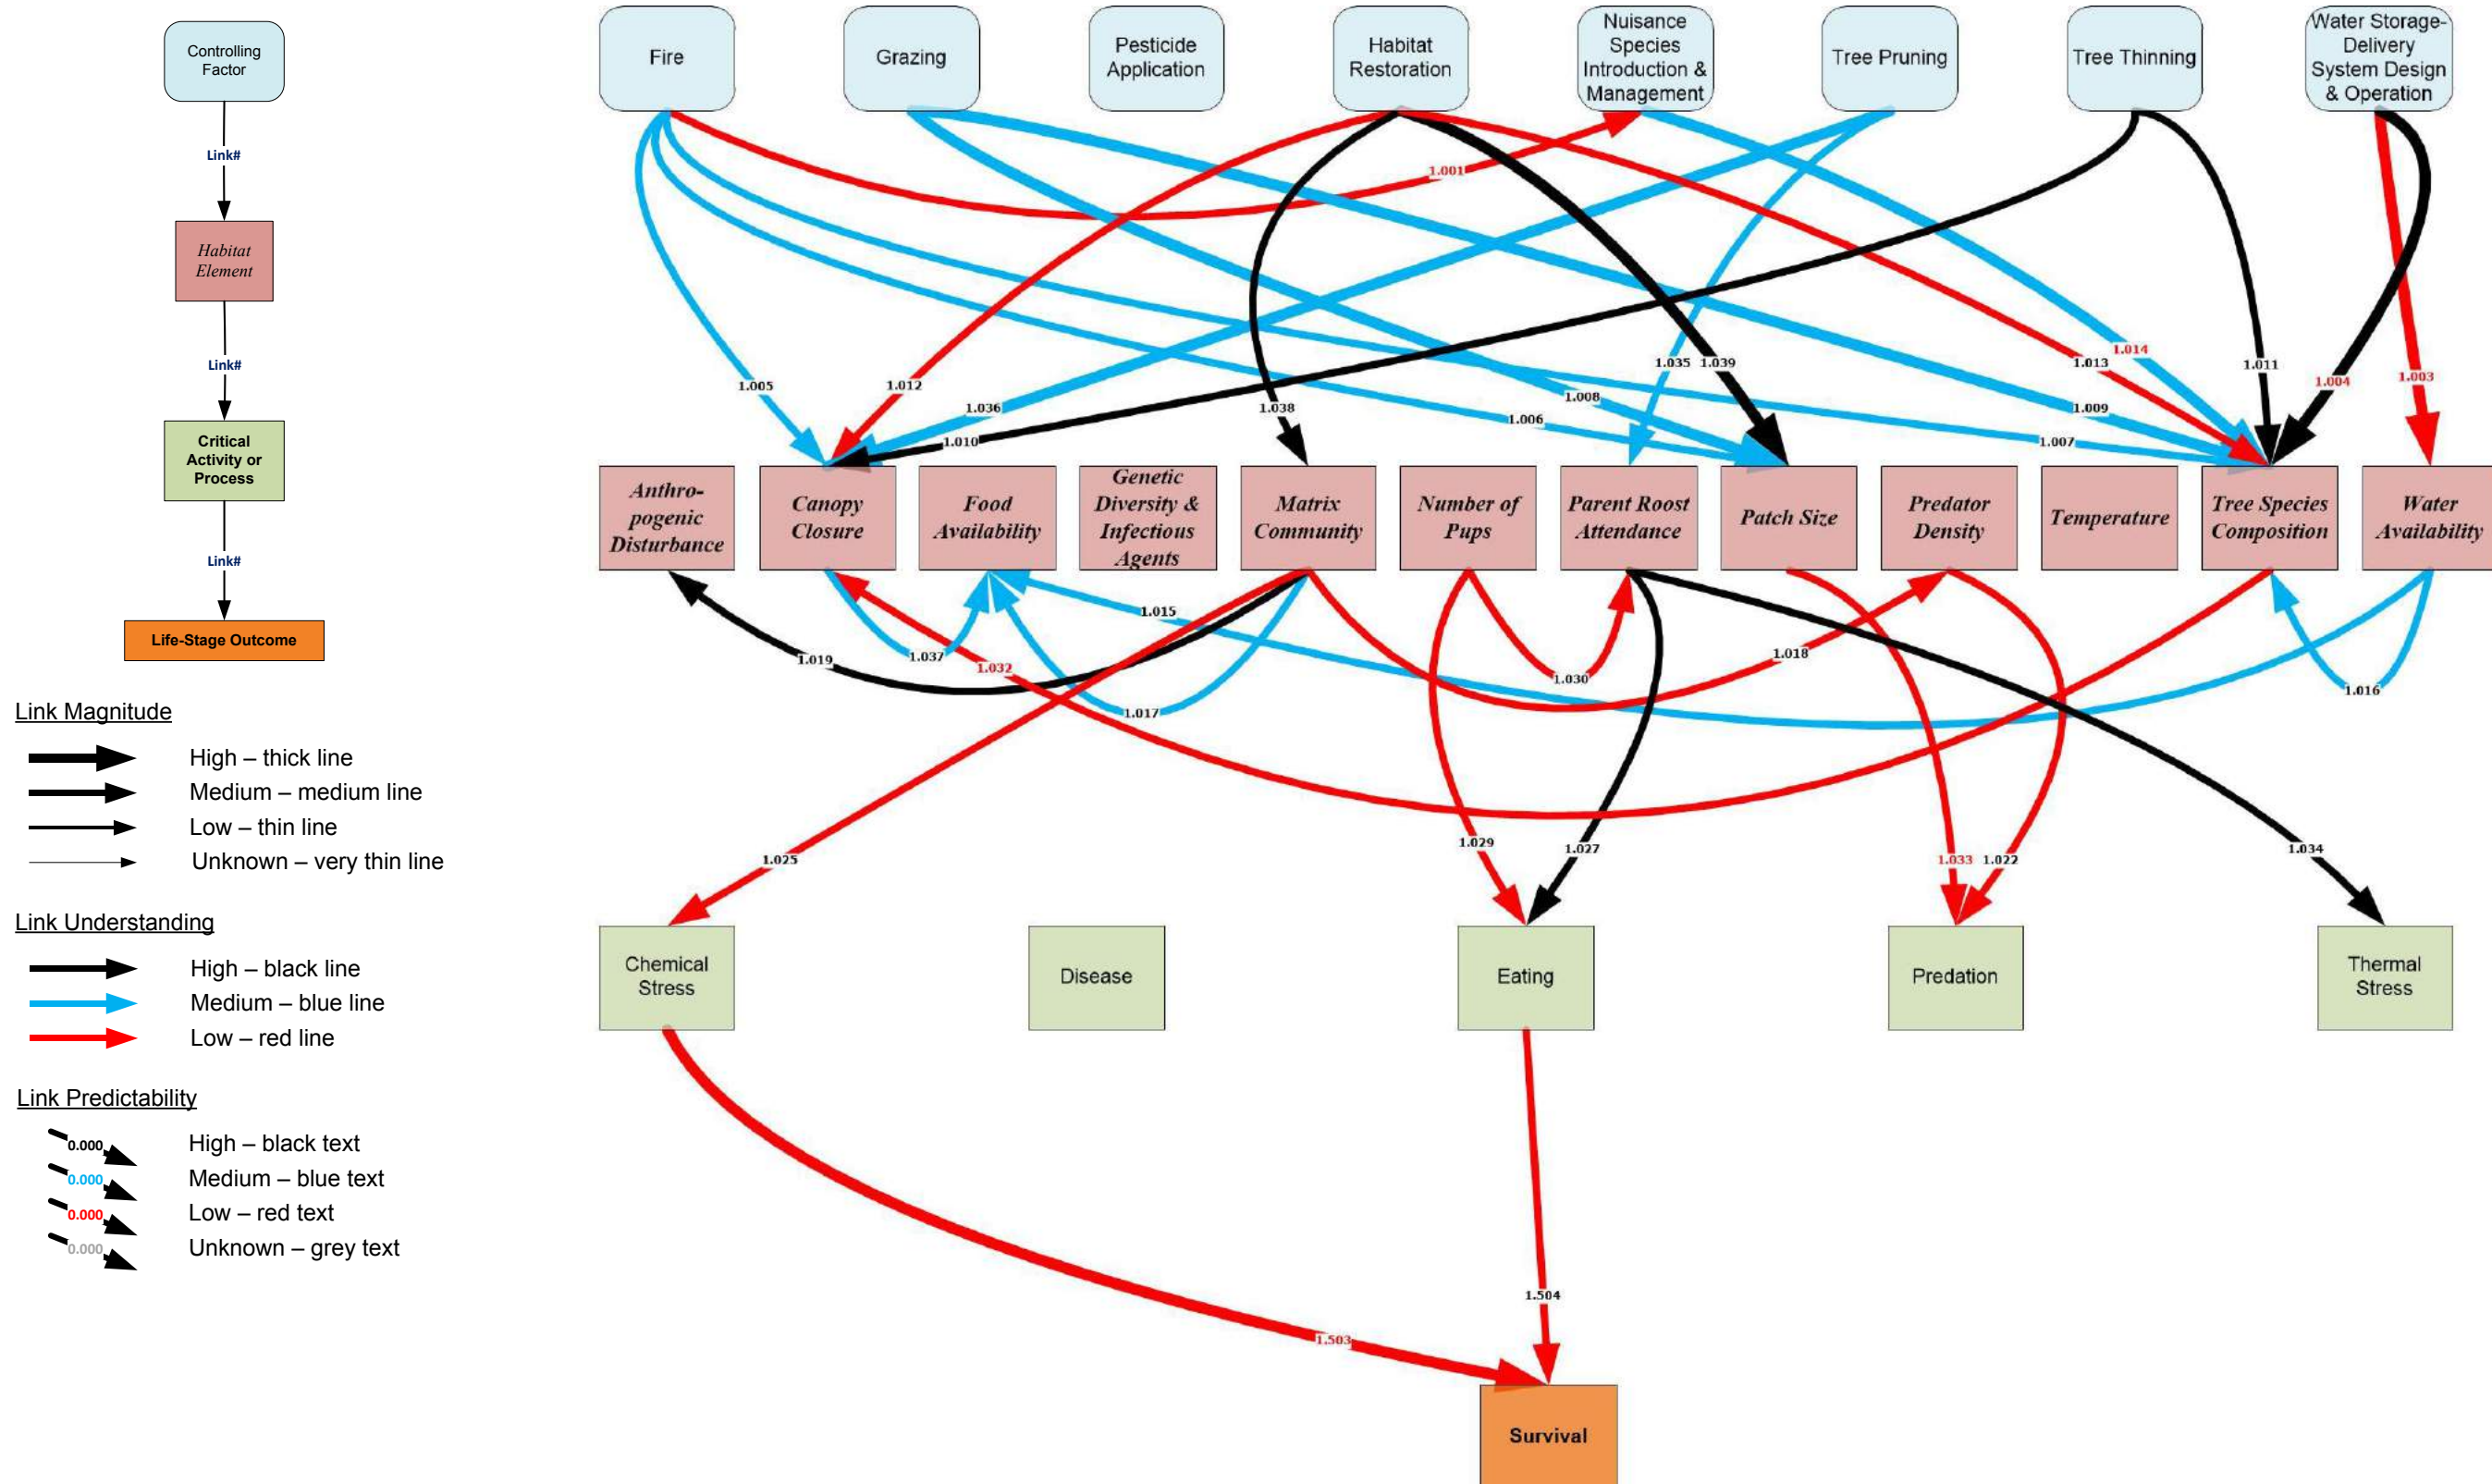 Controlling
Factor
Link#
Habitat
Element
Link#
Critical
Activity or
Process
Link#
Life-Stage Outcome
Link Magnitude
High – thick line
Medium – medium line
Low – thin line
Unknown – very thin line
Link Understanding
High – black line
Medium – blue line
Low – red line
Link Predictability
0.000
High – black text
0.000
Medium – blue text
0.000
Low – red text
0.000
Unknown – grey text
Fire
Grazing
Pesticide
Application
Habitat
Restoration
Nuisance
Species
Introduction &
Management
Tree Pruning
Tree Thinning
Water Storage-
Delivery
System Design
& Operation
1.001
1.005
1.012
1.036
1.010
1.038
1.006
1.008
1.035
1.039
1.007
1.009
1.013
1.014
1.011
1.004
1.003
Anthro-
pogenic
Disturbance
Canopy
Closure
Food
Availability
Genetic
Diversity &
Infectious
Agents
Matrix
Community
Number of
Pups
Parent Roost
Attendance
Patch Size
Predator
Density
Temperature
Tree Species
Composition
Water
Availability
1.015
1.019
1.037
1.032
1.017
1.030
1.018
1.016
1.025
1.029
1.027
1.033
1.022
1.034
Chemical
Stress
Disease
Eating
Predation
Thermal
Stress
1.504
1.503
Survival